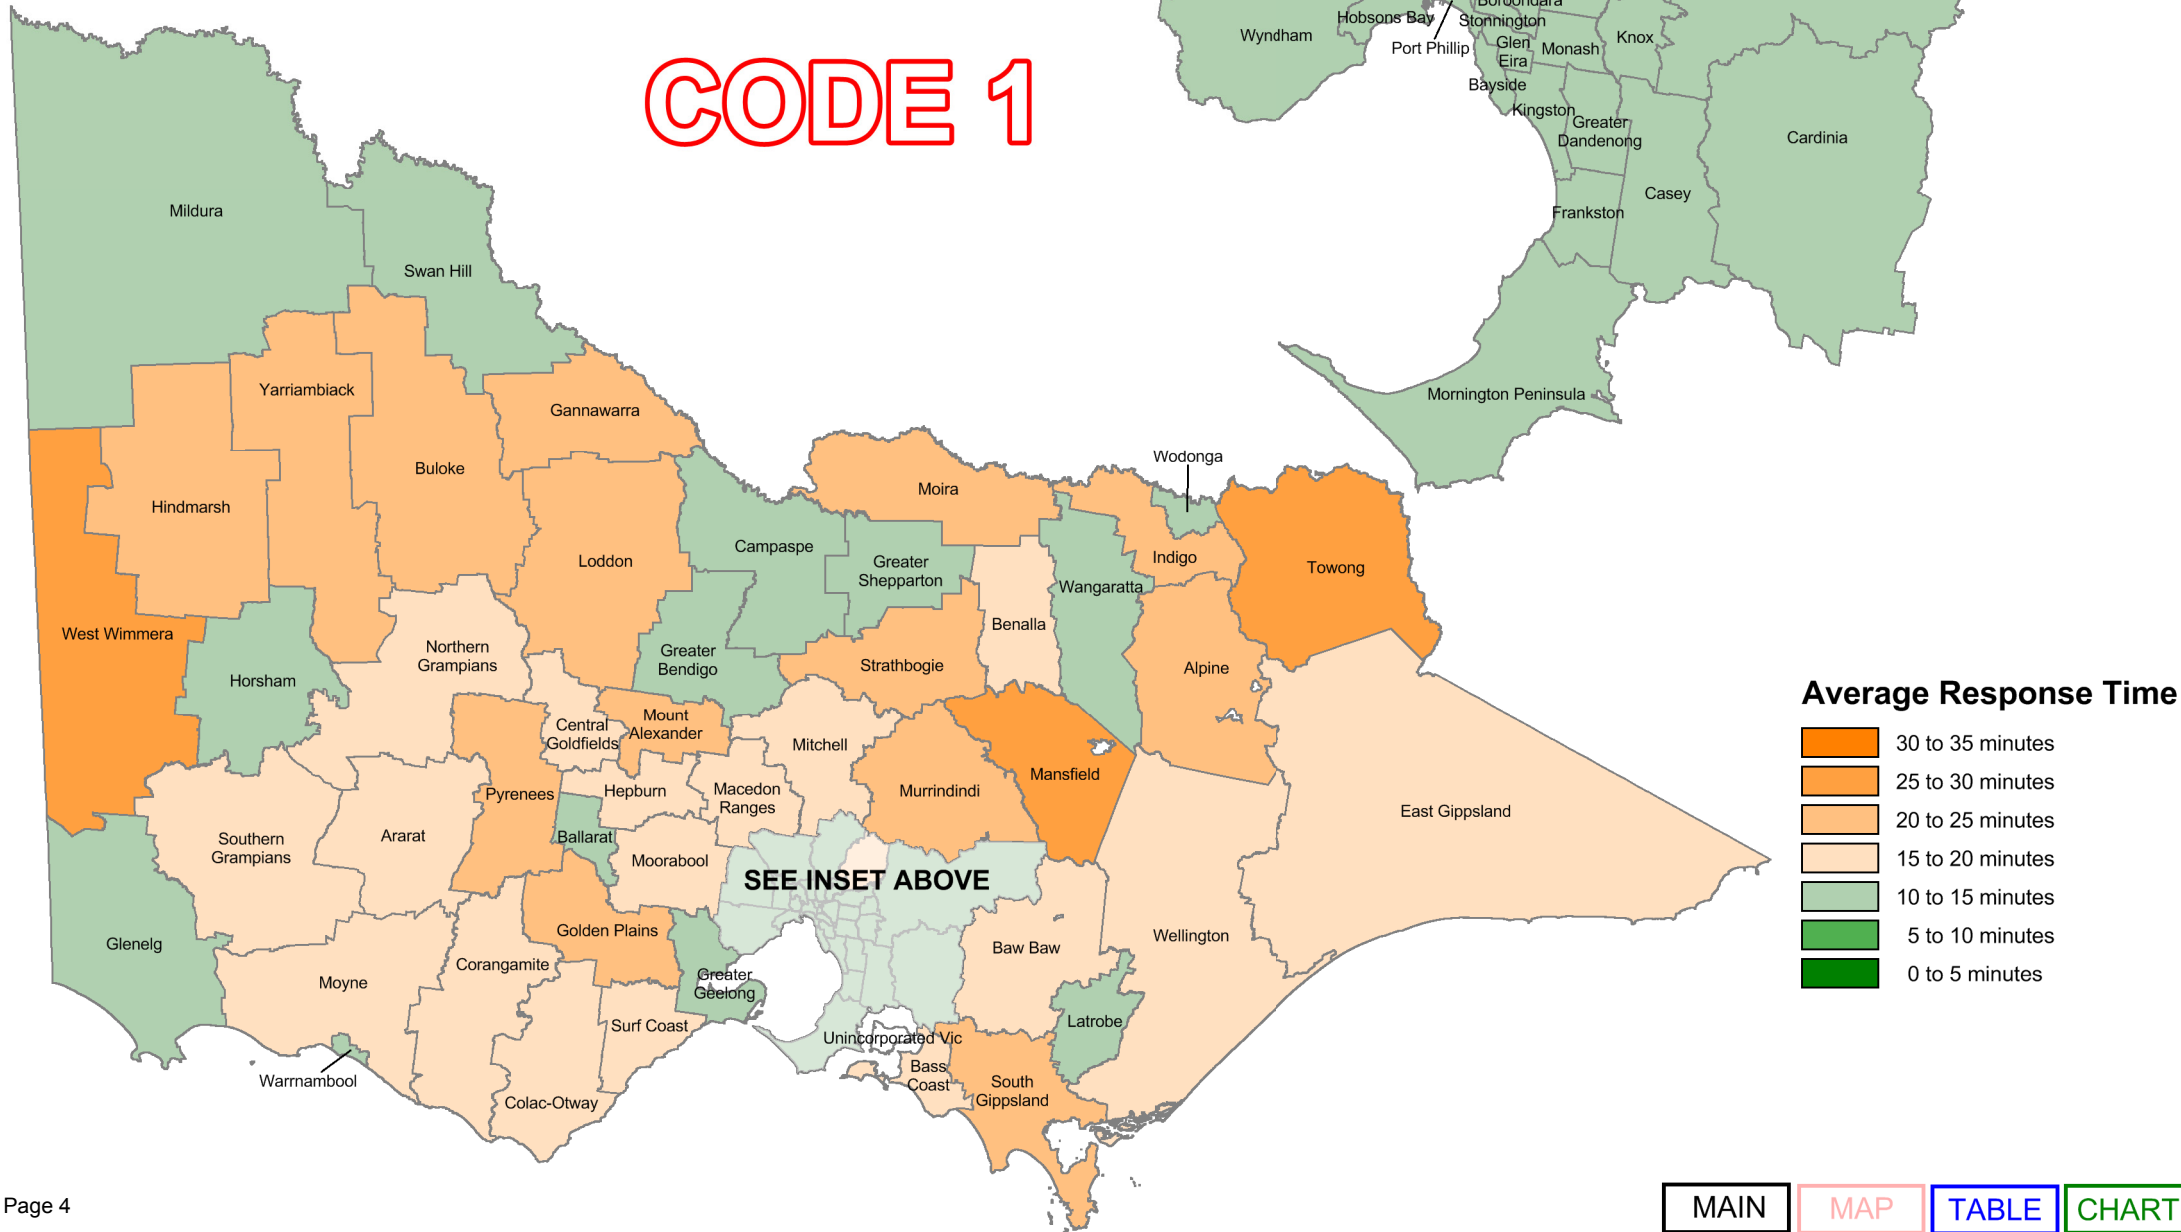 Boroondara
Hobsons Bay
Stonnington
Wyndham
Port Phillip
Glen
Eira
Monash
Knox
Bayside
Kingston
Greater
Dandenong
Cardinia
Casey
Frankston
Mornington Peninsula
CODE 1
Mildura
Swan Hill
Yarriambiack
Gannawarra
Buloke
Hindmarsh
Moira
Wodonga
Loddon
Campaspe
Greater
Shepparton
Indigo
Towong
Wangaratta
Benalla
West Wimmera
Northern
Grampians
Horsham
Greater
Bendigo
Strathbogie
Alpine
Central
Goldfields
Mount
Alexander
Mitchell
Mansfield
Murrindindi
Hepburn
Macedon
Ranges
Pyrenees
East Gippsland
Southern
Grampians
Ararat
Ballarat
Moorabool
SEE INSET ABOVE
Glenelg
Golden Plains
Wellington
Baw Baw
Corangamite
Moyne
Greater
Geelong
Surf Coast
Latrobe
Unincorporated Vic
Bass
Coast
South
Gippsland
Warrnambool
Colac-Otway
Average Response Time
30 to 35 minutes
25 to 30 minutes
20 to 25 minutes
15 to 20 minutes
10 to 15 minutes
5 to 10 minutes
0 to 5 minutes
Page 4
MAIN
MAP
TABLE
CHART